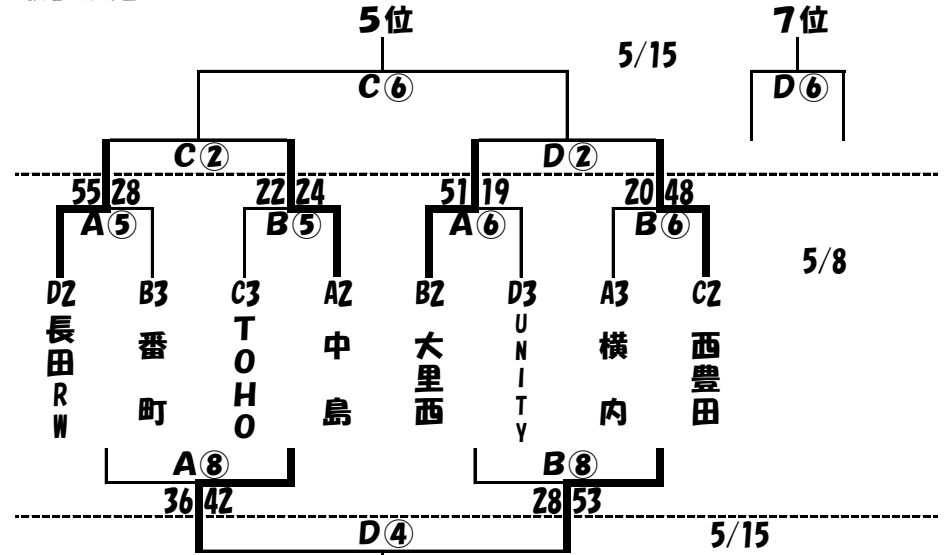 5位 7位
5/15
C⑥ D⑥
C② D②
55 28 22 24 51 19 20 48
A⑤ B⑤ A⑥ B⑥
5/8
D2 B3 C3 A2 B2 D3 A3 C2
長田RW 番町 TOHO 中島 大里西 UNITY 横内 西豊田
A⑧ B⑧
36 42 28 53
D④ 5/15